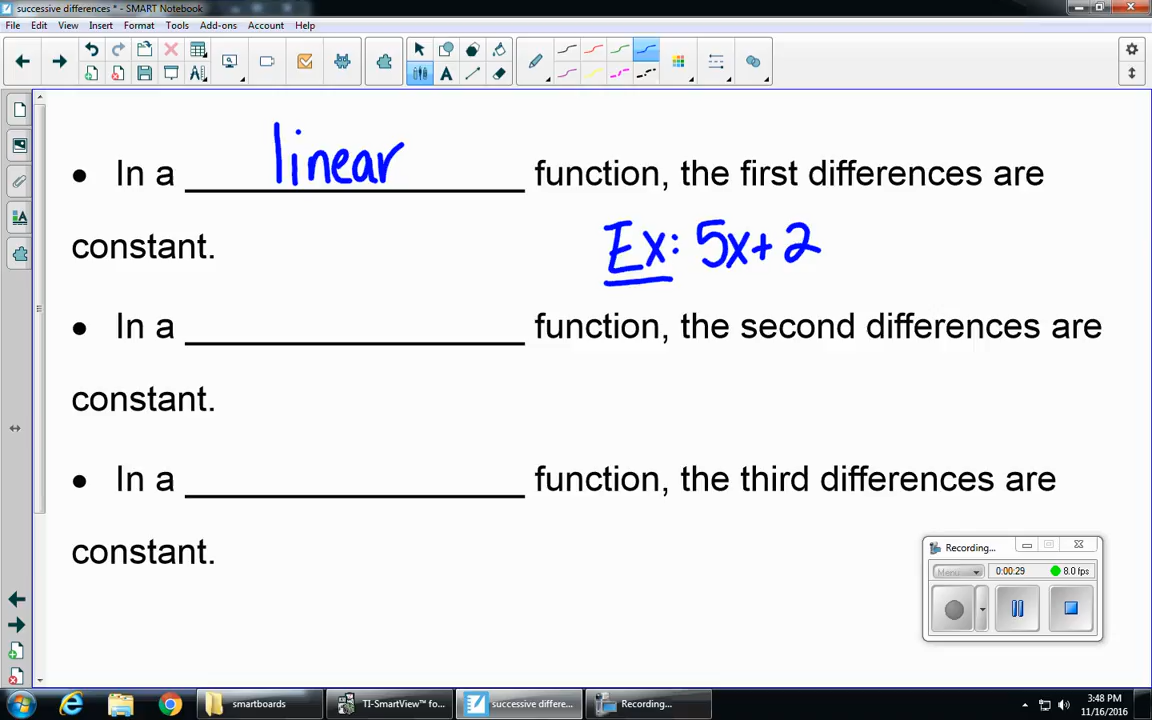 successive differences * - SMART Notebook
File Edit View Insert Format Tools Add-ons Account Help
• In a linear function, the first differences are
constant.
Ex: 5x+2
• In a ____________ function, the second differences are
constant.
• In a ____________ function, the third differences are
constant.
Recording...
Menu 0:00:29 8.0 fps
smartboards TI-SmartView™ fo... successive differe... Recording... 3:48 PM
11/16/2016